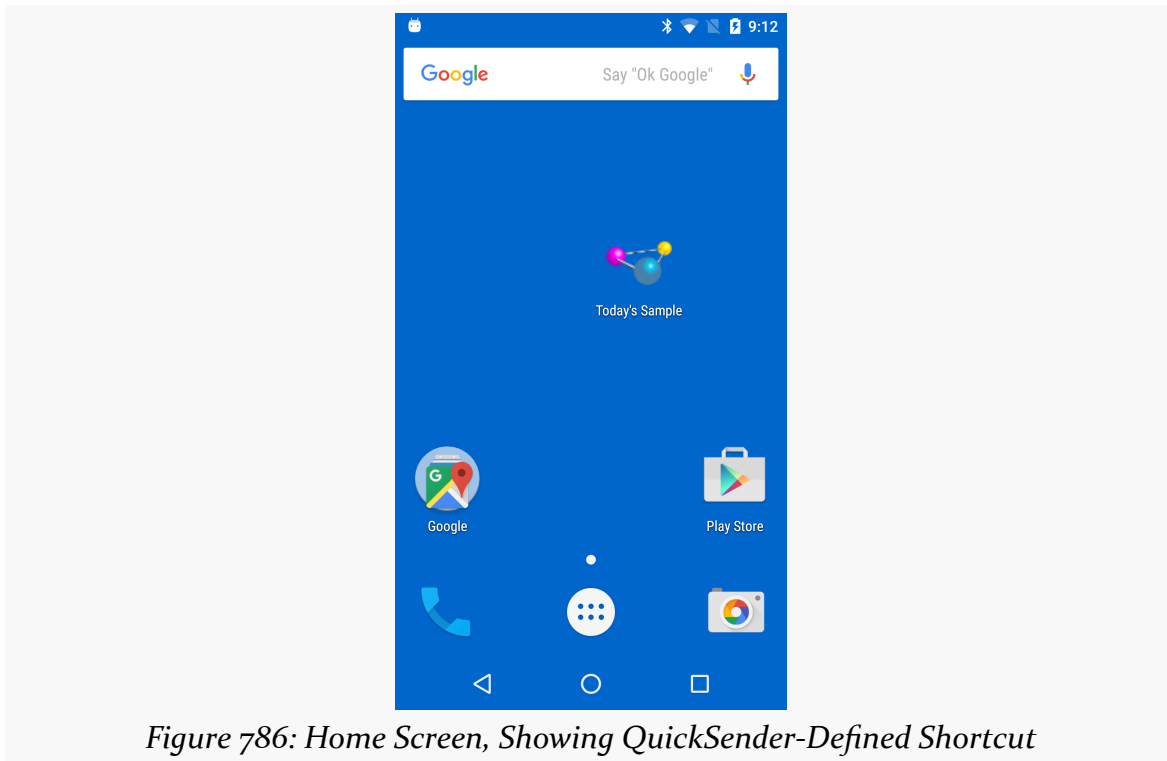 9:12
Google Say "Ok Google"
Today's Sample
G
Google
Play Store
Figure 786: Home Screen, Showing QuickSender-Defined Shortcut